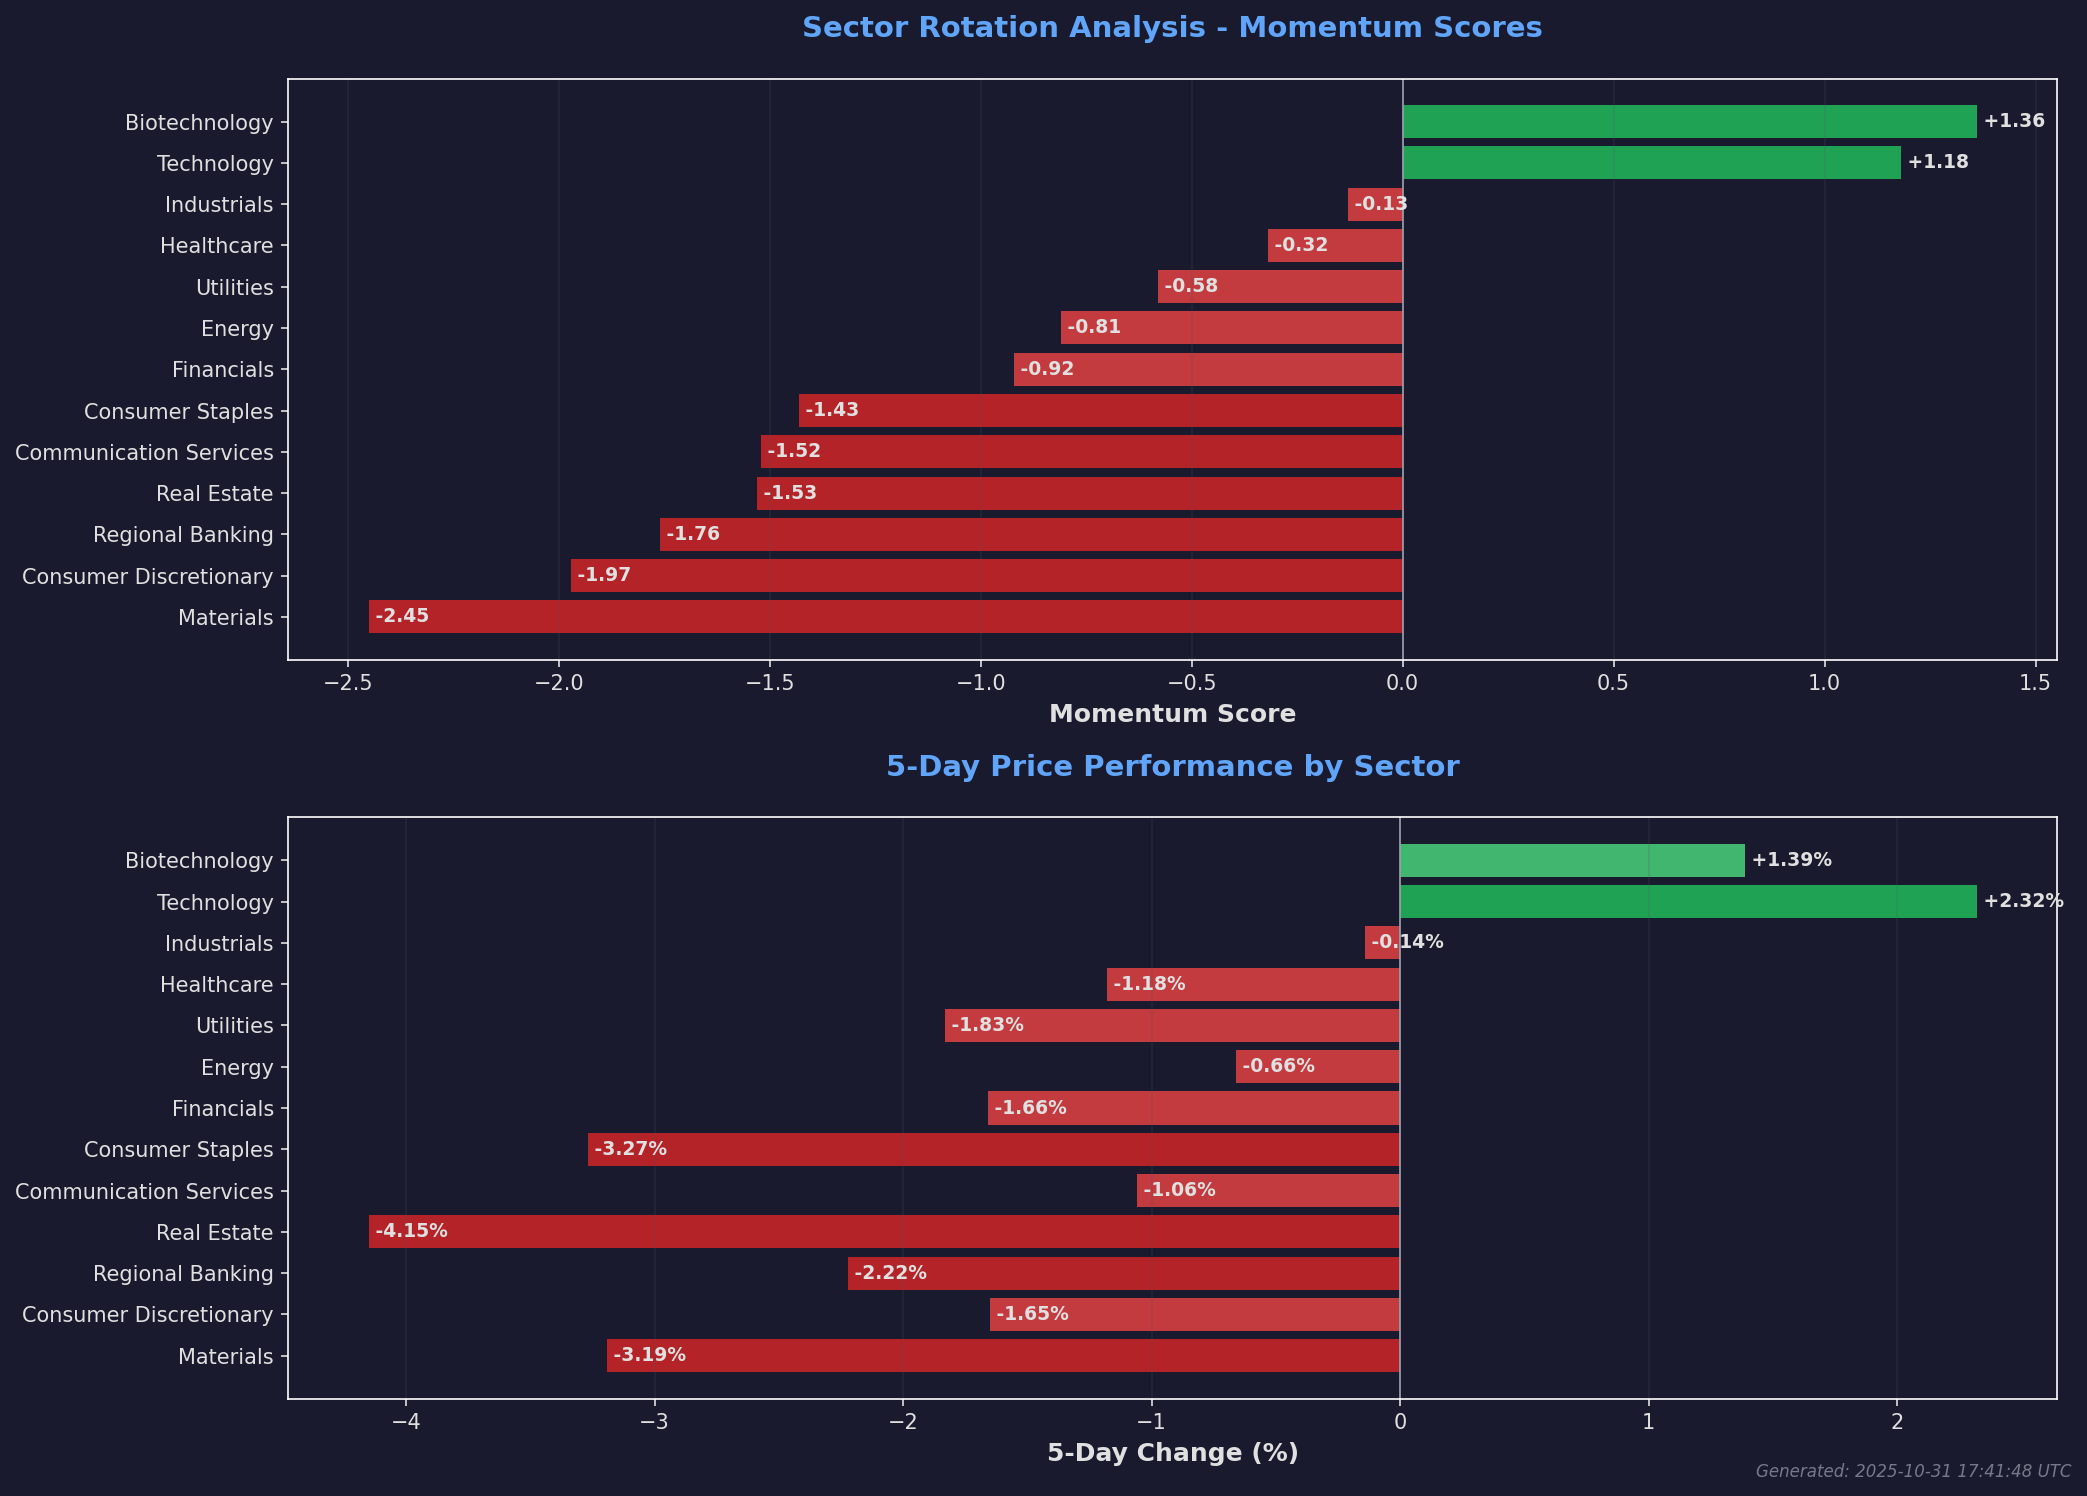 Sector Rotation Analysis - Momentum Scores
Biotechnology +1.36
Technology +1.18
Industrials -0.13
Healthcare -0.32
Utilities -0.58
Energy -0.81
Financials -0.92
Consumer Staples -1.43
Communication Services -1.52
Real Estate -1.53
Regional Banking -1.76
Consumer Discretionary -1.97
Materials -2.45
−2.5 −2.0 −1.5 −1.0 −0.5 0.0 0.5 1.0 1.5
Momentum Score
5-Day Price Performance by Sector
Biotechnology +1.39%
Technology +2.32%
Industrials -0.14%
Healthcare -1.18%
Utilities -1.83%
Energy -0.66%
Financials -1.66%
Consumer Staples -3.27%
Communication Services -1.06%
Real Estate -4.15%
Regional Banking -2.22%
Consumer Discretionary -1.65%
Materials -3.19%
−4 −3 −2 −1 0 1 2
5-Day Change (%)
Generated: 2025-10-31 17:41:48 UTC